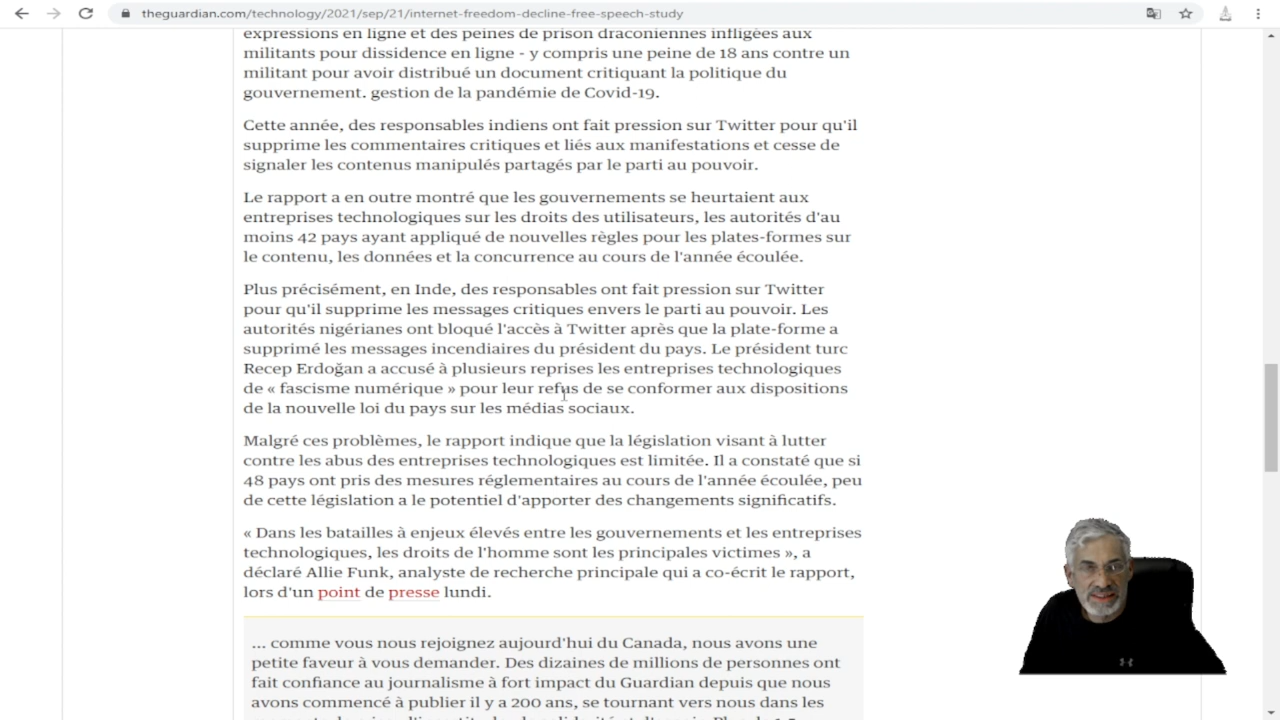 theguardian.com/technology/2021/sep/21/internet-freedom-decline-free-speech-study
expressions en ligne et des peines de prison draconiennes infligées aux
militants pour dissidence en ligne - y compris une peine de 18 ans contre un
militant pour avoir distribué un document critiquant la politique du
gouvernement. gestion de la pandémie de Covid-19.
Cette année, des responsables indiens ont fait pression sur Twitter pour qu'il
supprime les commentaires critiques et liés aux manifestations et cesse de
signaler les contenus manipulés partagés par le parti au pouvoir.
Le rapport a en outre montré que les gouvernements se heurtaient aux
entreprises technologiques sur les droits des utilisateurs, les autorités d'au
moins 42 pays ayant appliqué de nouvelles règles pour les plates-formes sur
le contenu, les données et la concurrence au cours de l'année écoulée.
Plus précisément, en Inde, des responsables ont fait pression sur Twitter
pour qu'il supprime les messages critiques envers le parti au pouvoir. Les
autorités nigérianes ont bloqué l'accès à Twitter après que la plate-forme a
supprimé les messages incendiaires du président du pays. Le président turc
Recep Erdoğan a accusé à plusieurs reprises les entreprises technologiques
de « fascisme numérique » pour leur refus de se conformer aux dispositions
de la nouvelle loi du pays sur les médias sociaux.
Malgré ces problèmes, le rapport indique que la législation visant à lutter
contre les abus des entreprises technologiques est limitée. Il a constaté que si
48 pays ont pris des mesures réglementaires au cours de l'année écoulée, peu
de cette législation a le potentiel d'apporter des changements significatifs.
« Dans les batailles à enjeux élevés entre les gouvernements et les entreprises
technologiques, les droits de l'homme sont les principales victimes », a
déclaré Allie Funk, analyste de recherche principale qui a co-écrit le rapport,
lors d'un point de presse lundi.
... comme vous nous rejoignez aujourd'hui du Canada, nous avons une
petite faveur à vous demander. Des dizaines de millions de personnes ont
fait confiance au journalisme à fort impact du Guardian depuis que nous
avons commencé à publier il y a 200 ans, se tournant vers nous dans les